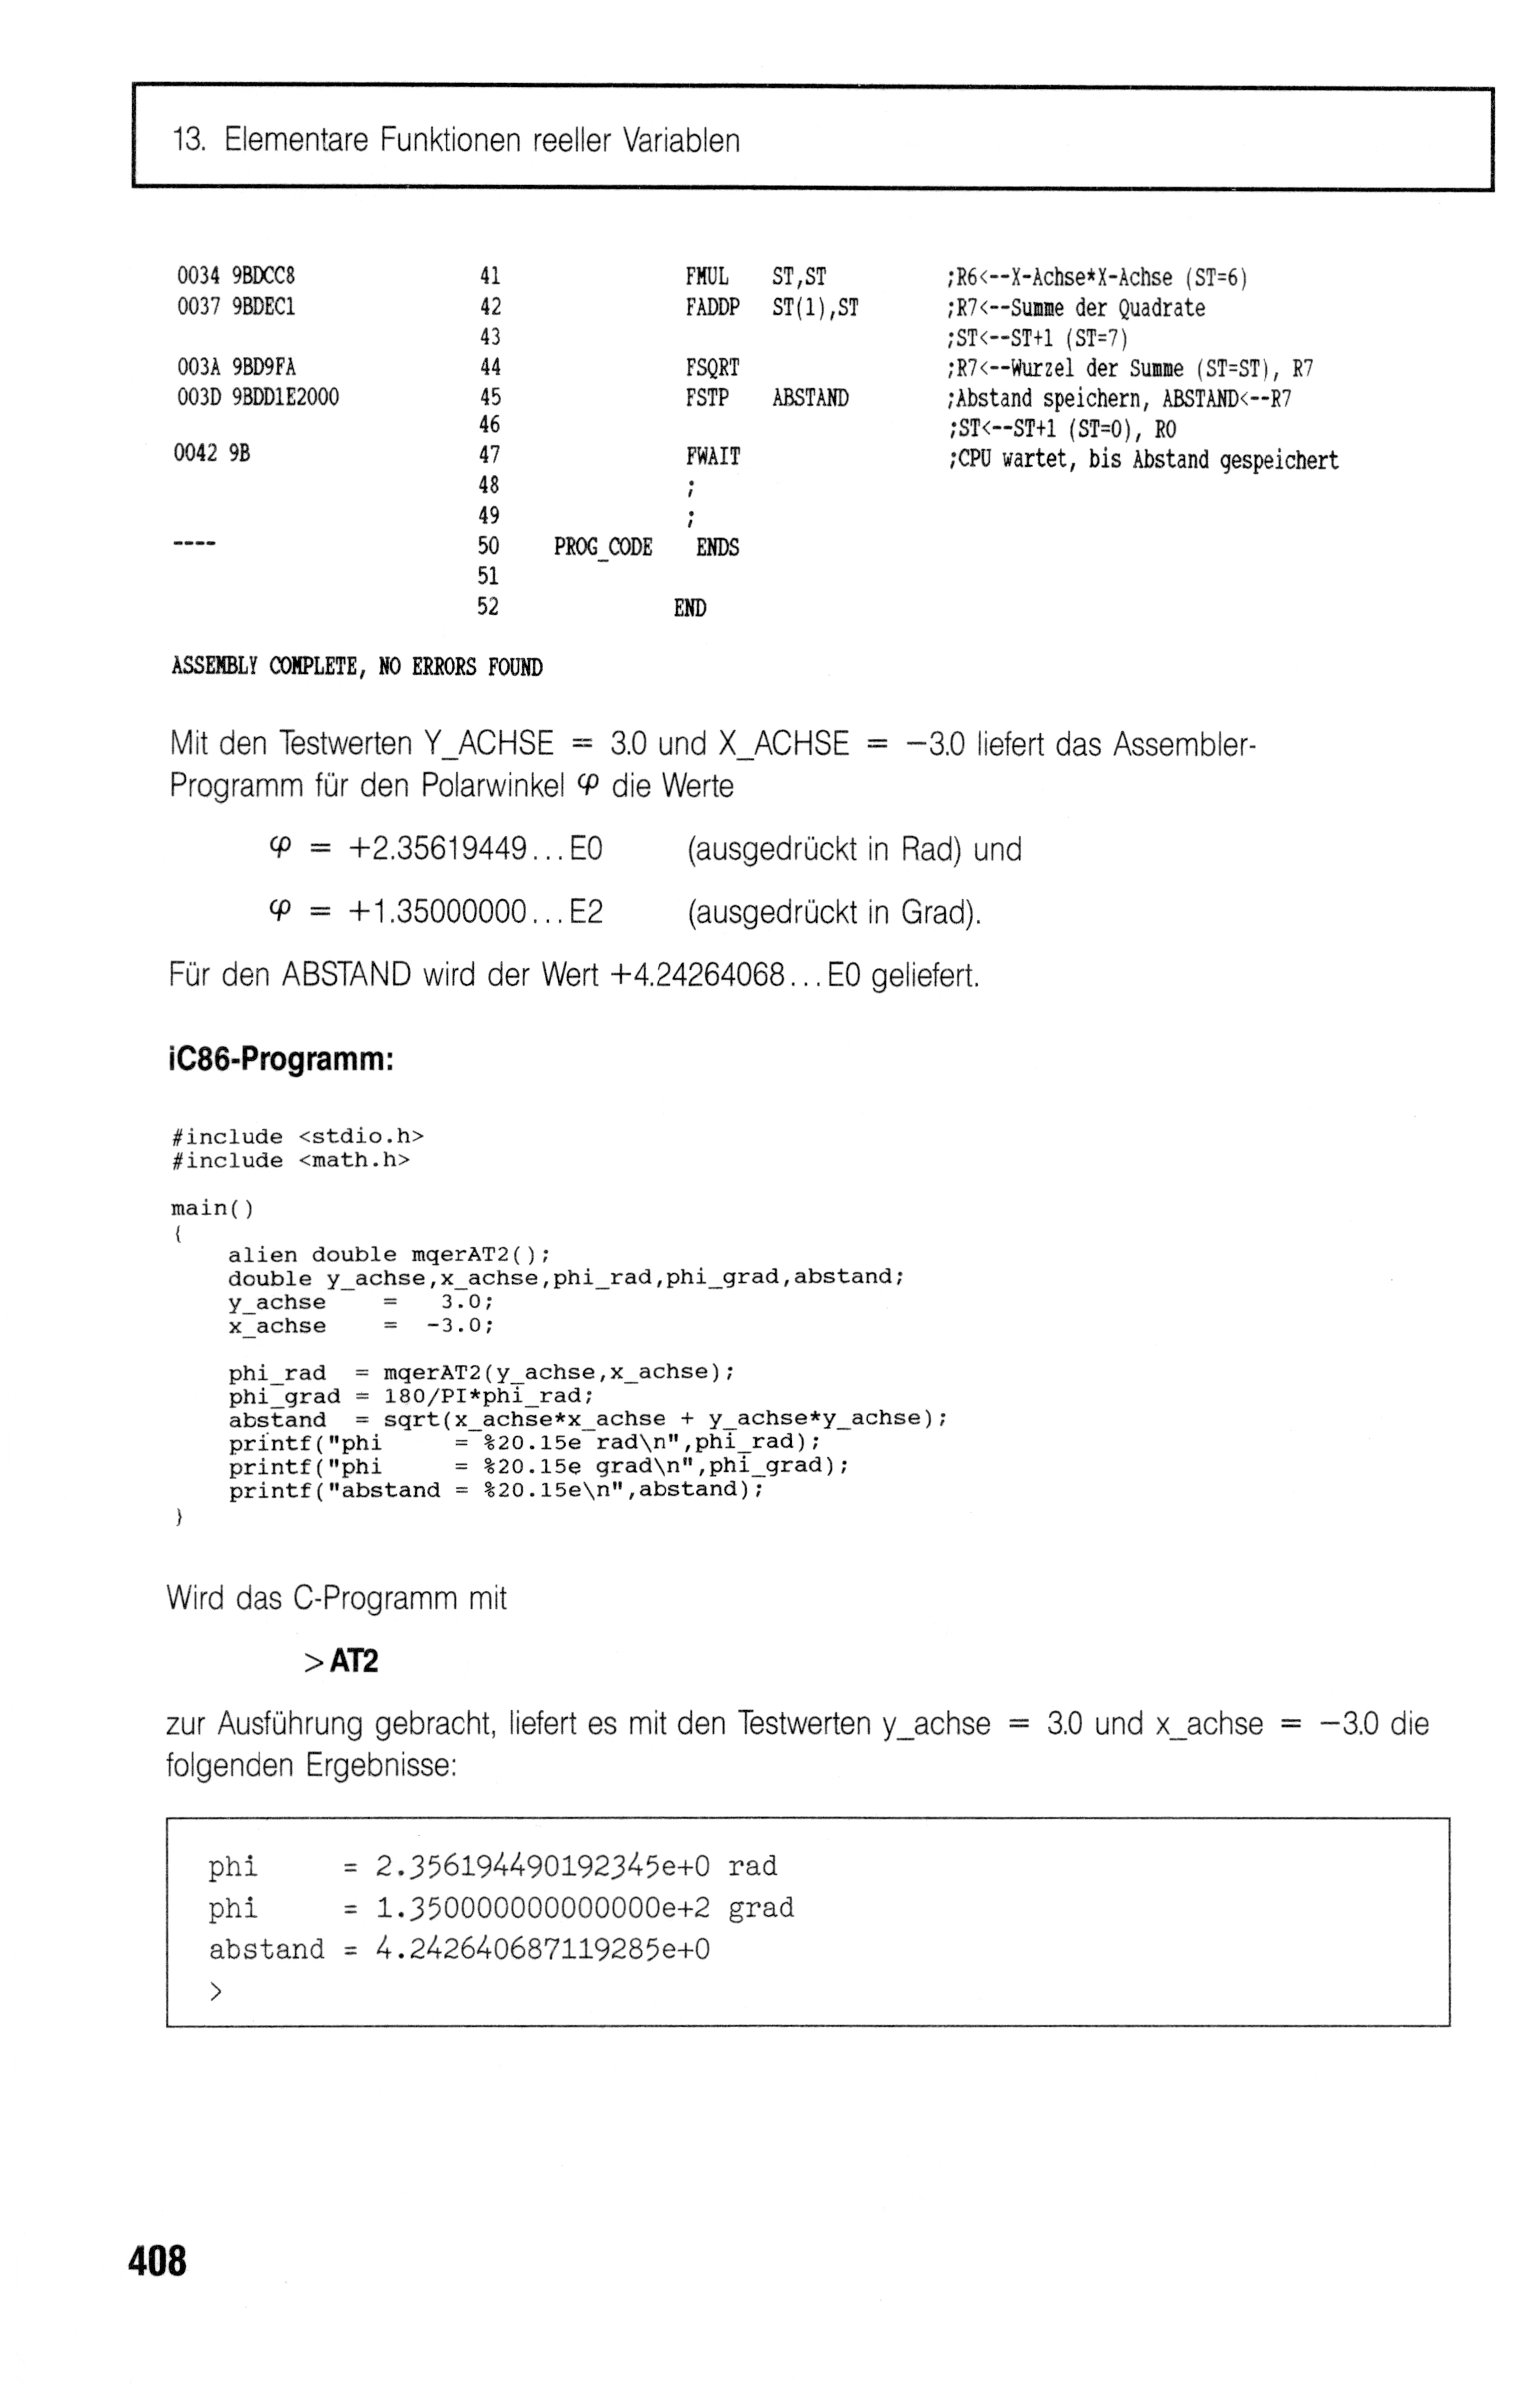 13. Elementare Funktionen reeller Variablen
0034 9BDCC8 41 FMUL ST,ST ;R6<--X-Achse*X-Achse (ST=6)
0037 9BDEC1 42 FADDP ST(1),ST ;R7<--Summe der Quadrate
43 ;ST<--ST+1 (ST=7)
003A 9BD9FA 44 FSQRT ;R7<--Wurzel der Summe (ST=ST), R7
003D 9BDD1E2000 45 FSTP ABSTAND ;Abstand speichern, ABSTAND<--R7
46 ;ST<--ST+1 (ST=0), R0
0042 9B 47 FWAIT ;CPU wartet, bis Abstand gespeichert
48 ;
49 ;
---- 50 PROG_CODE ENDS
51
52 END
ASSEMBLY COMPLETE, NO ERRORS FOUND
Mit den Testwerten Y_ACHSE = 3.0 und X_ACHSE = −3.0 liefert das Assembler-
Programm für den Polarwinkel φ die Werte
φ = +2.35619449...E0 (ausgedrückt in Rad) und
φ = +1.35000000...E2 (ausgedrückt in Grad).
Für den ABSTAND wird der Wert +4.24264068...E0 geliefert.
iC86-Programm:
#include <stdio.h>
#include <math.h>
main()
{
alien double mqerAT2();
double y_achse,x_achse,phi_rad,phi_grad,abstand;
y_achse = 3.0;
x_achse = -3.0;
phi_rad = mqerAT2(y_achse,x_achse);
phi_grad = 180/PI*phi_rad;
abstand = sqrt(x_achse*x_achse + y_achse*y_achse);
printf("phi = %20.15e rad\n",phi_rad);
printf("phi = %20.15e grad\n",phi_grad);
printf("abstand = %20.15e\n",abstand);
}
Wird das C-Programm mit
>AT2
zur Ausführung gebracht, liefert es mit den Testwerten y_achse = 3.0 und x_achse = −3.0 die
folgenden Ergebnisse:
phi = 2.356194490192345e+0 rad
phi = 1.350000000000000e+2 grad
abstand = 4.242640687119285e+0
>
408